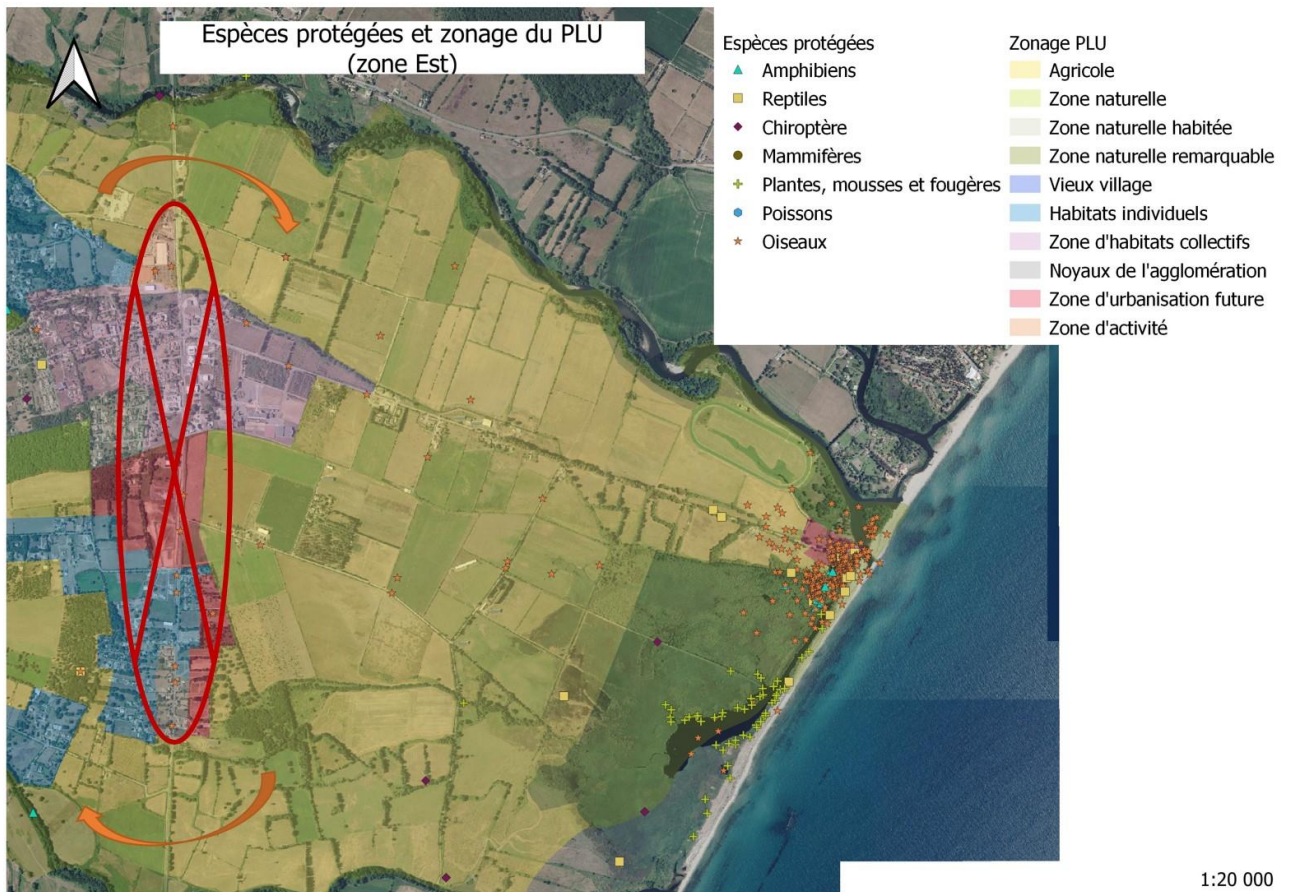 Espèces protégées et zonage du PLU
(zone Est)
Espèces protégées
Amphibiens
Reptiles
Chiroptère
Mammifères
Plantes, mousses et fougères
Poissons
Oiseaux
Zonage PLU
Agricole
Zone naturelle
Zone naturelle habitée
Zone naturelle remarquable
Vieux village
Habitats individuels
Zone d'habitats collectifs
Noyaux de l'agglomération
Zone d'urbanisation future
Zone d'activité
1:20 000